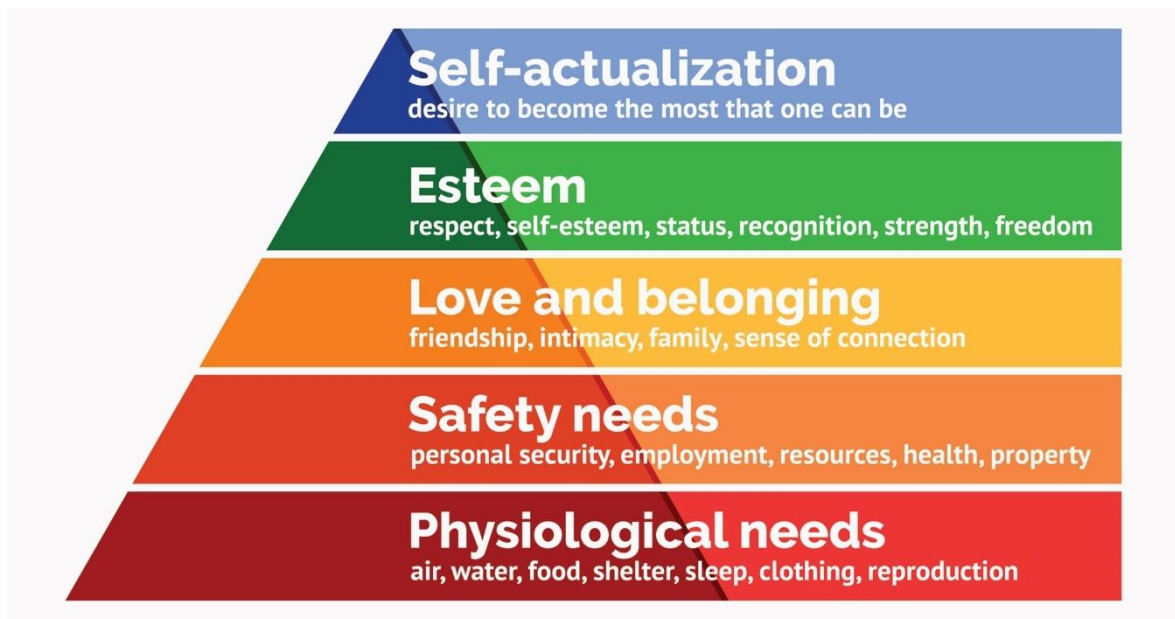 Self-actualization
desire to become the most that one can be
Esteem
respect, self-esteem, status, recognition, strength, freedom
Love and belonging
friendship, intimacy, family, sense of connection
Safety needs
personal security, employment, resources, health, property
Physiological needs
air, water, food, shelter, sleep, clothing, reproduction